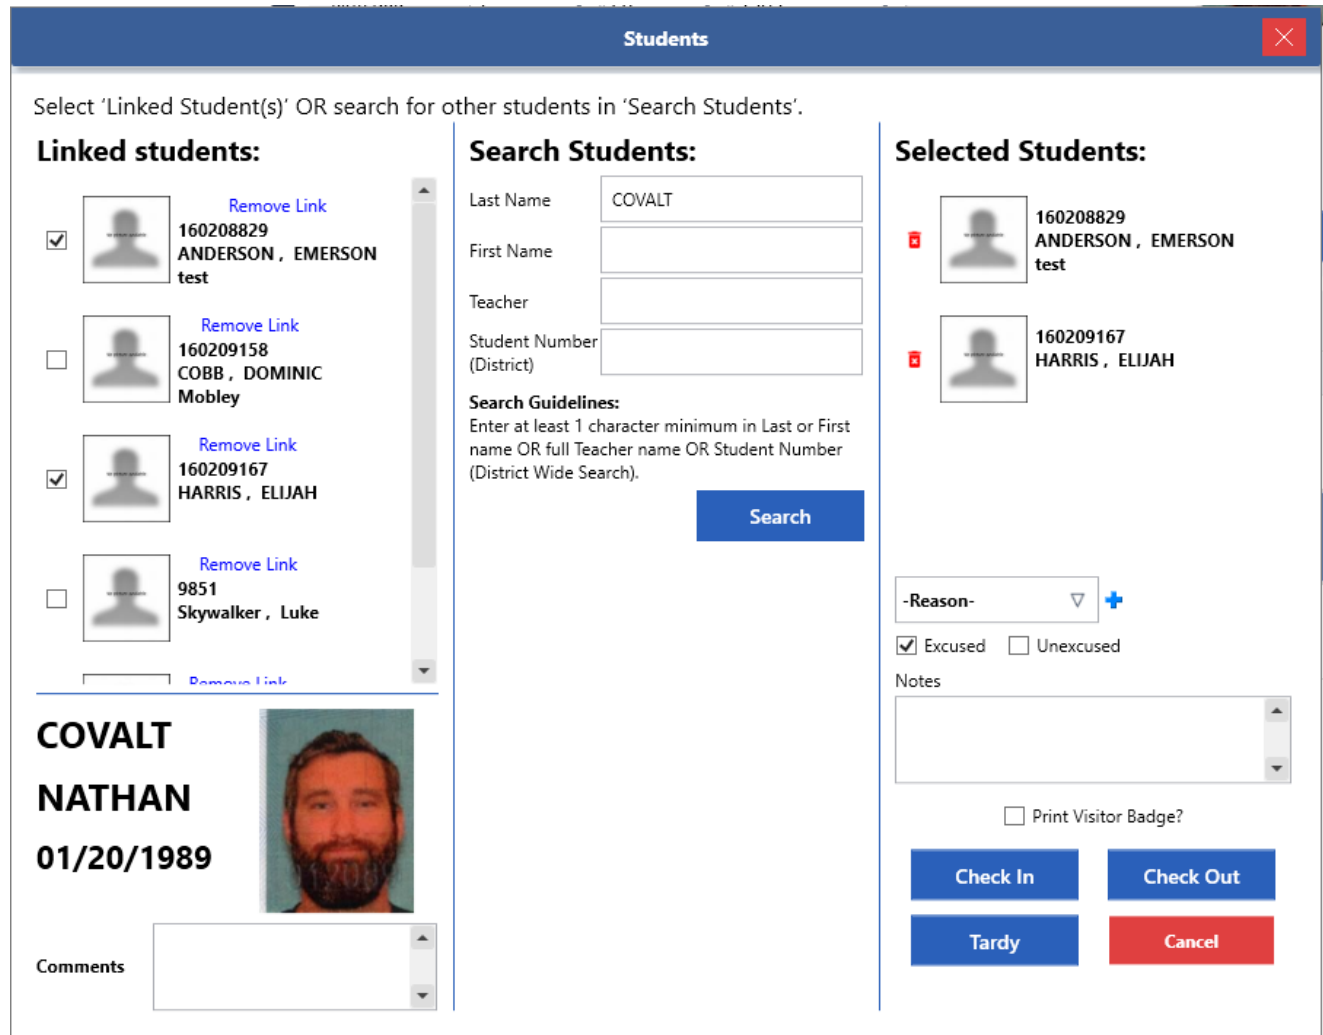 Students
Select ‘Linked Student(s)’ OR search for other students in ‘Search Students’.
Linked students:
Remove Link
160208829
ANDERSON ,  EMERSON
test
Remove Link
160209158
COBB ,  DOMINIC
Mobley
Remove Link
160209167
HARRIS ,  ELIJAH
Remove Link
9851
Skywalker ,  Luke
Remove Link
COVALT
NATHAN
01/20/1989
Comments
Search Students:
Last Name
COVALT
First Name
Teacher
Student Number
(District)
Search Guidelines:
Enter at least 1 character minimum in Last or First
name OR full Teacher name OR Student Number
(District Wide Search).
Search
Selected Students:
160208829
ANDERSON ,  EMERSON
test
160209167
HARRIS ,  ELIJAH
-Reason-
Excused
Unexcused
Notes
Print Visitor Badge?
Check In
Check Out
Tardy
Cancel